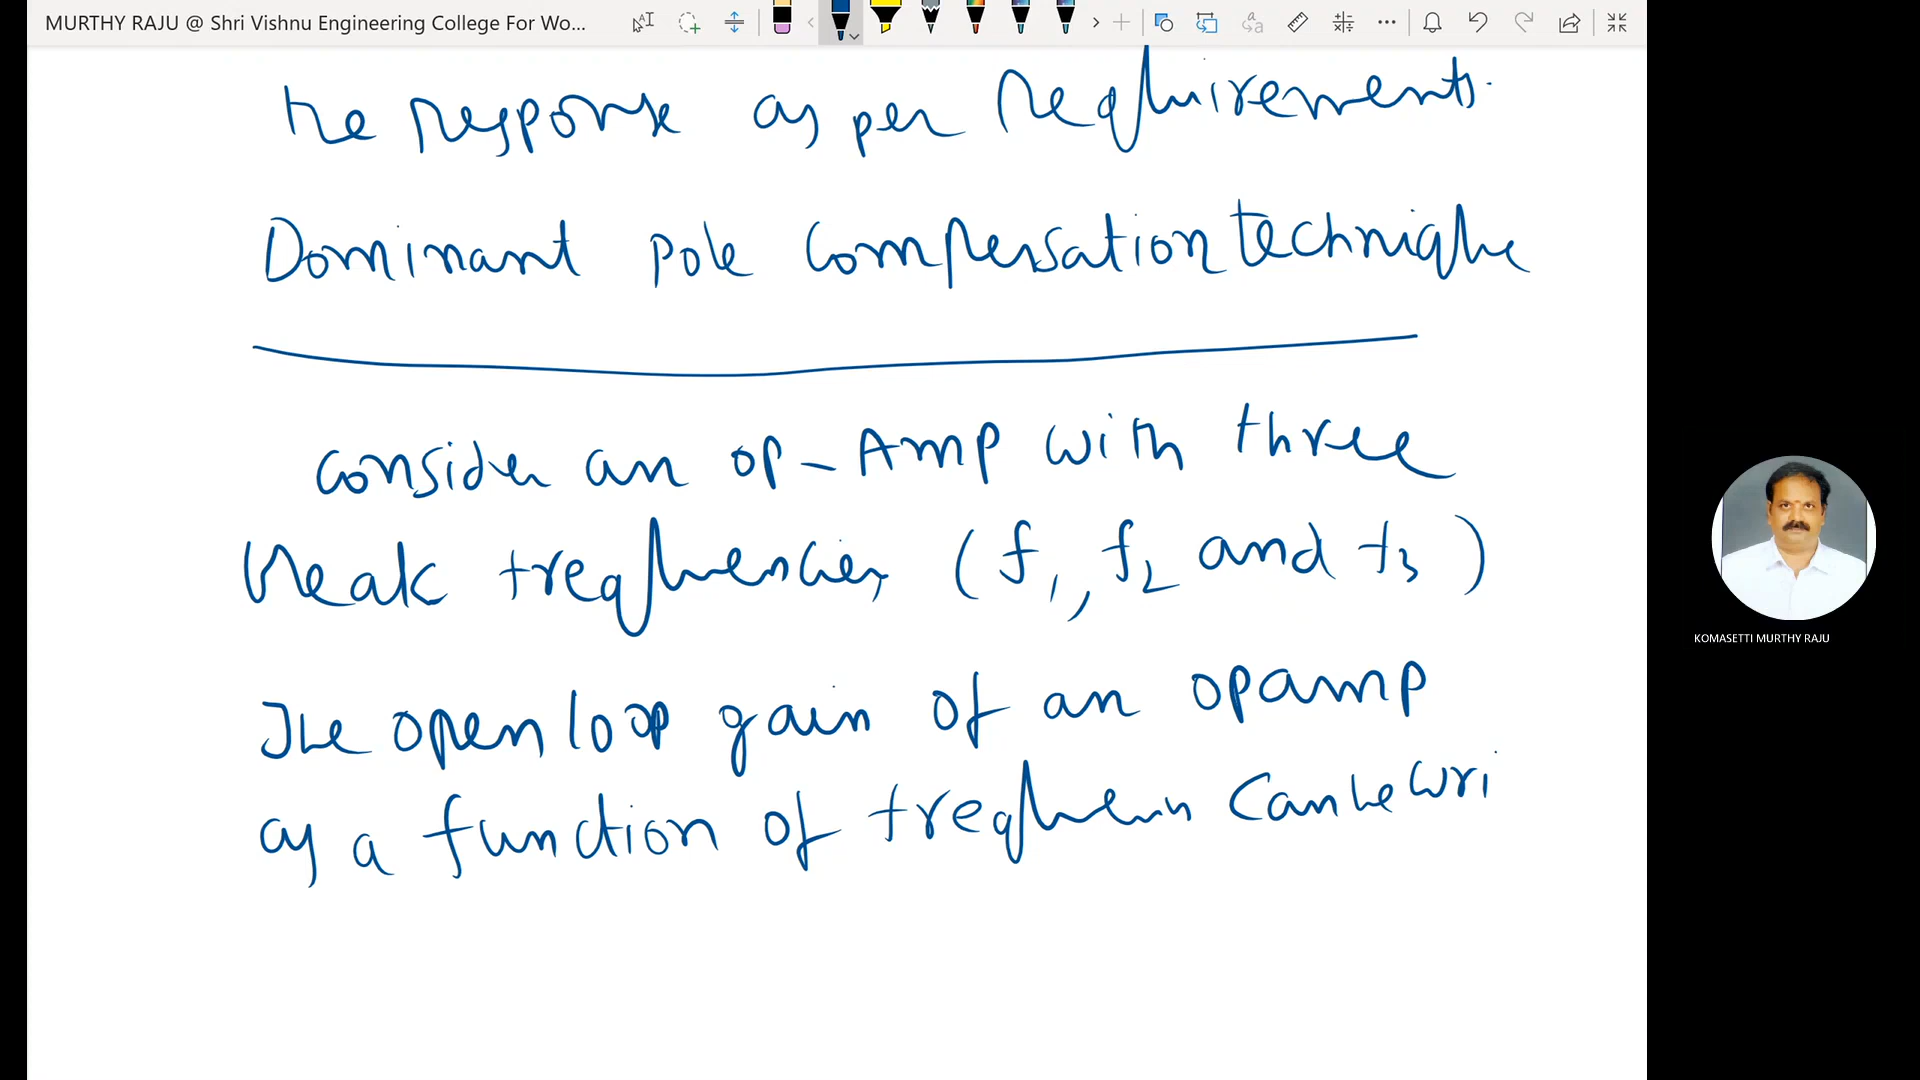 MURTHY RAJU @ Shri Vishnu Engineering College For Wo...
the response as per requirements.
Dominant pole compensation technique
consider an op-Amp with three
break frequencies (f1, f2 and f3)
The open loop gain of an opamp
as a function of frequency can be wri
KOMASETTI MURTHY RAJU